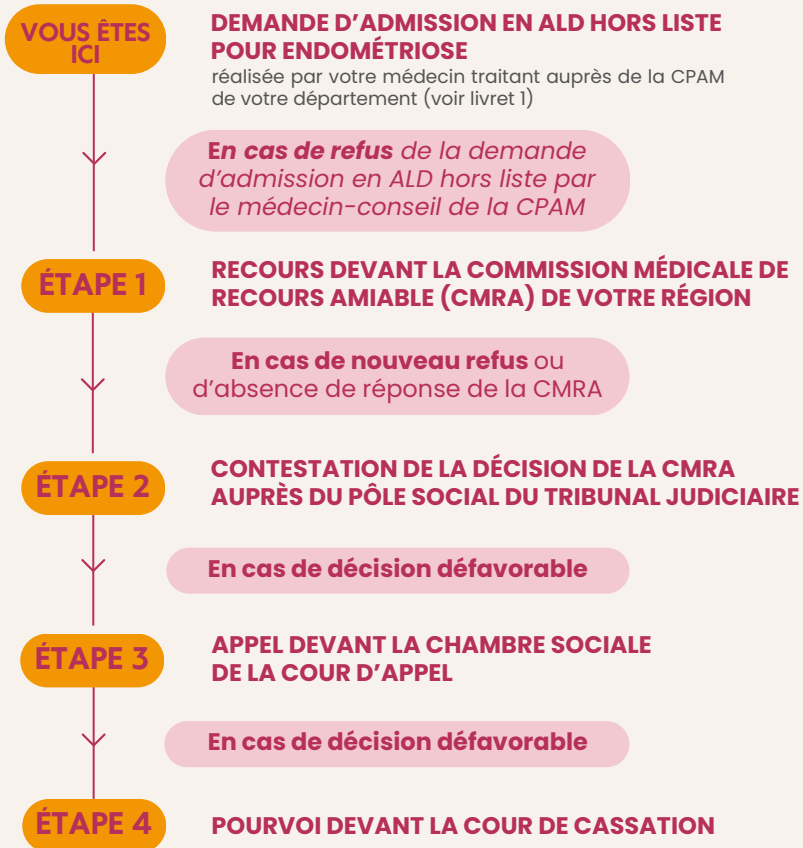 VOUS ÊTES
ICI
DEMANDE D’ADMISSION EN ALD HORS LISTE
POUR ENDOMÉTRIOSE
réalisée par votre médecin traitant auprès de la CPAM
de votre département (voir livret 1)
En cas de refus de la demande
d’admission en ALD hors liste par
le médecin-conseil de la CPAM
ÉTAPE 1
RECOURS DEVANT LA COMMISSION MÉDICALE DE
RECOURS AMIABLE (CMRA) DE VOTRE RÉGION
En cas de nouveau refus ou
d’absence de réponse de la CMRA
ÉTAPE 2
CONTESTATION DE LA DÉCISION DE LA CMRA
AUPRÈS DU PÔLE SOCIAL DU TRIBUNAL JUDICIAIRE
En cas de décision défavorable
ÉTAPE 3
APPEL DEVANT LA CHAMBRE SOCIALE
DE LA COUR D’APPEL
En cas de décision défavorable
ÉTAPE 4
POURVOI DEVANT LA COUR DE CASSATION